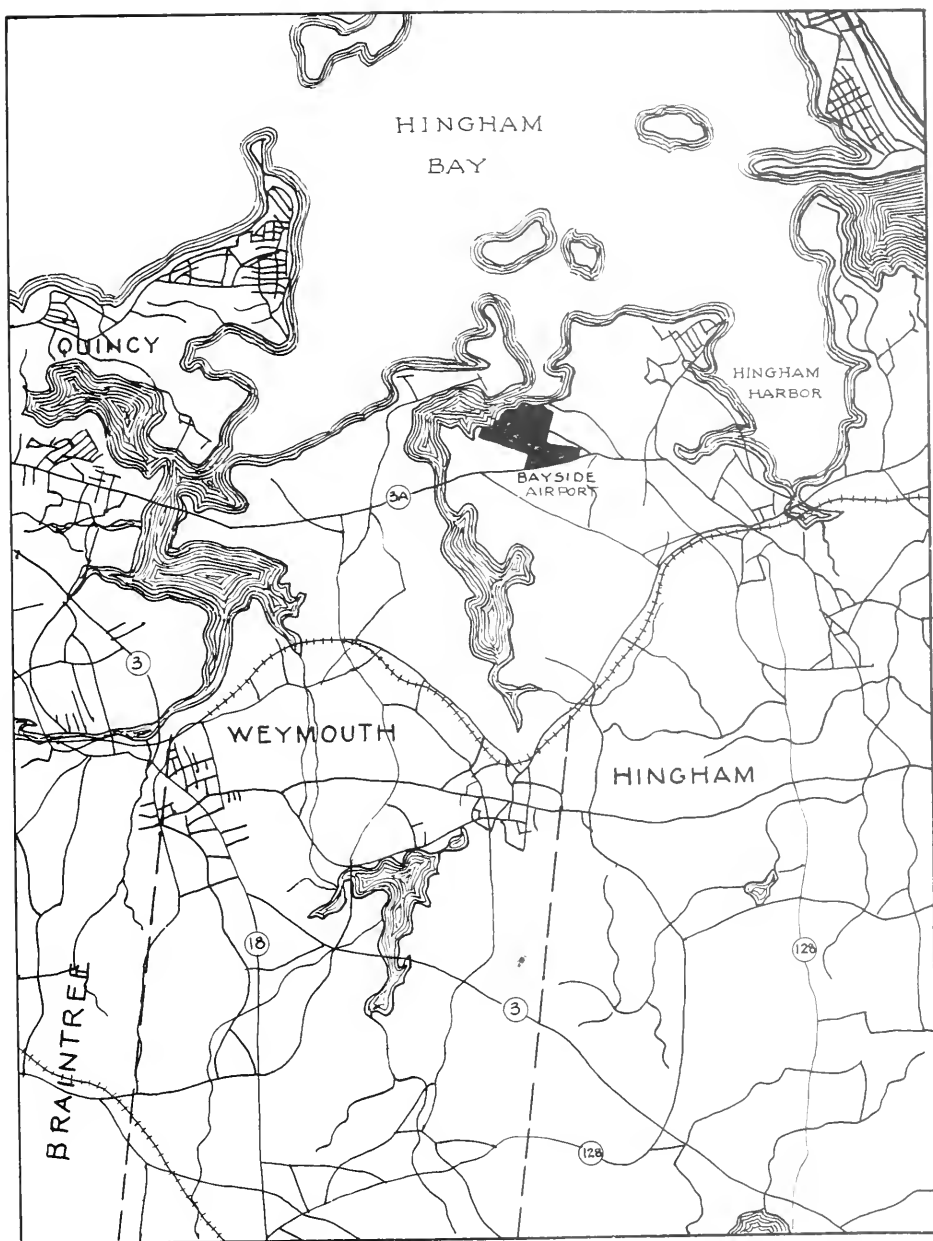 HINGHAM
BAY
QUINCY
HINGHAM
HARBOR
BAYSIDE
AIRPORT
3A
3
WEYMOUTH
HINGHAM
18
128
3
BRAINTREE
128